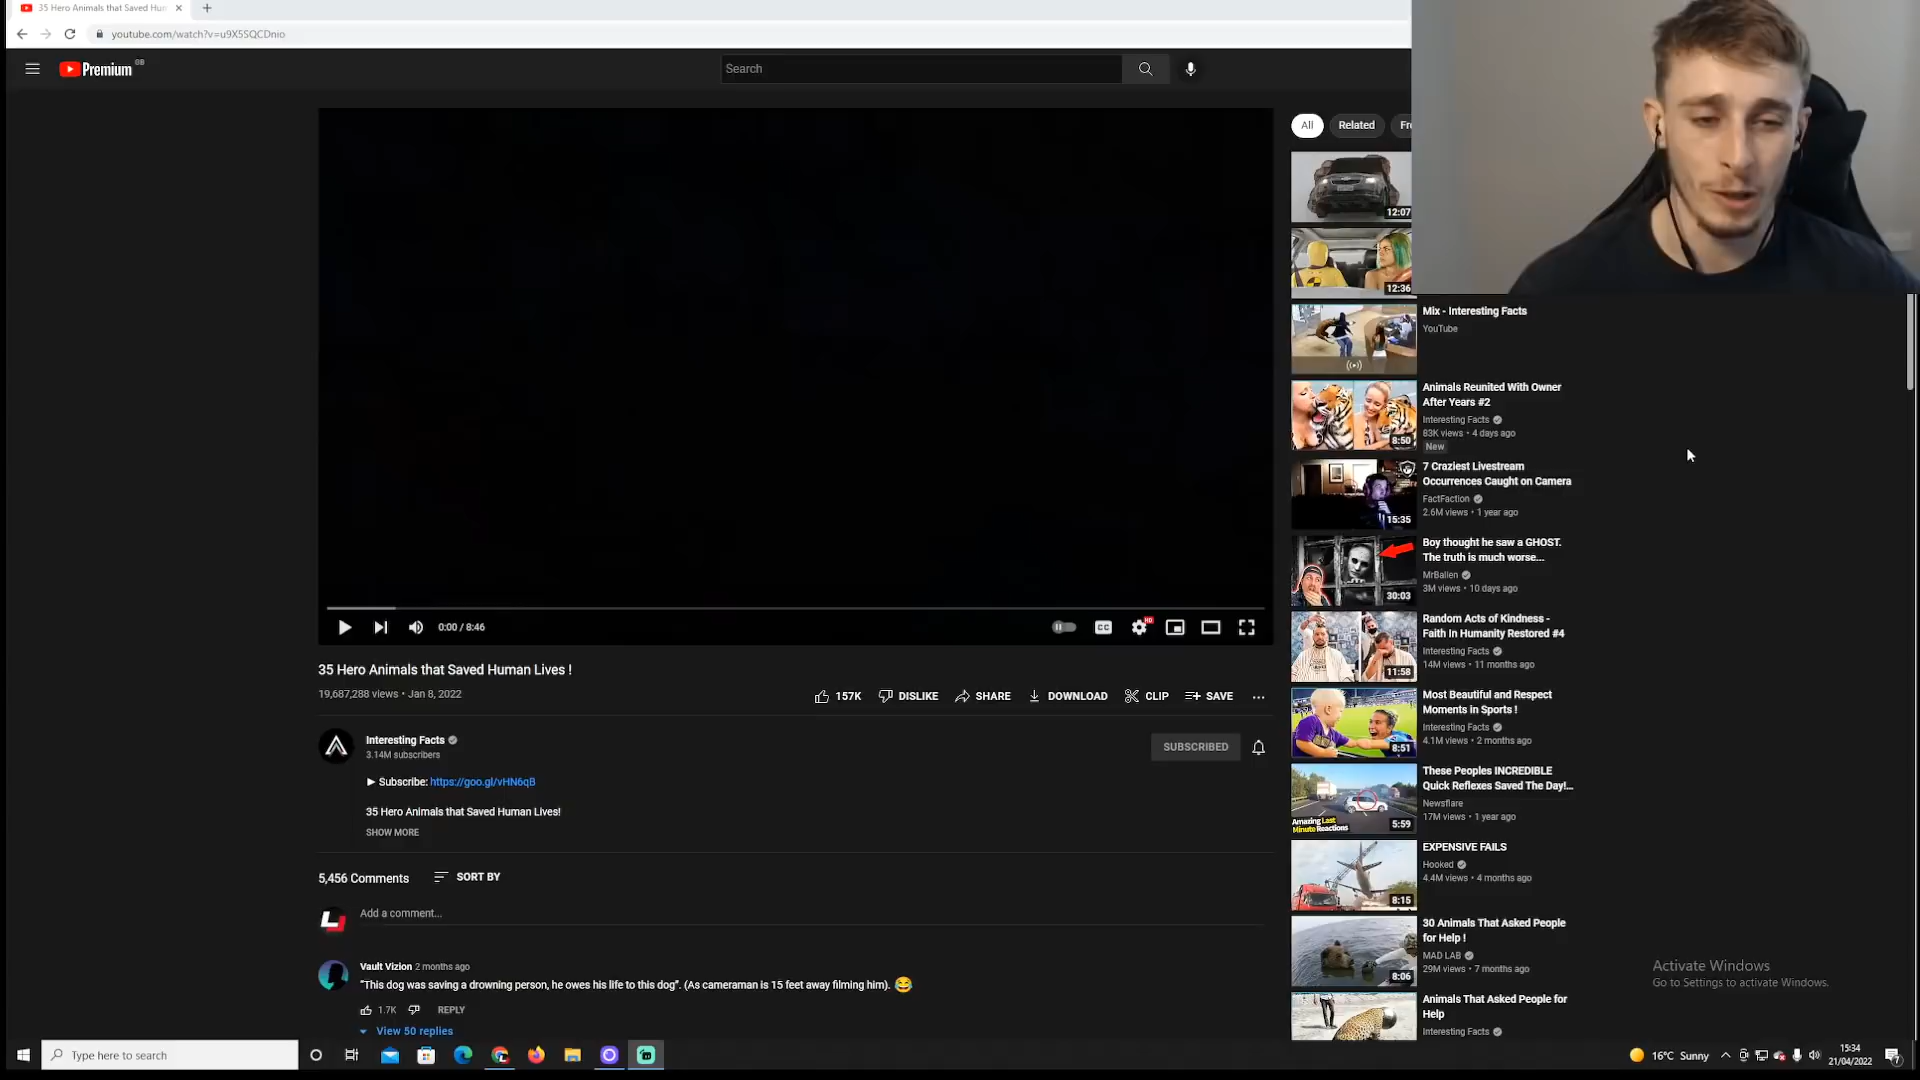 35 Hero Animals that Saved Hum
youtube.com/watch?v=u9X5SQCDnio
Premium GB
Search
All
Related
12:07
12:36
Mix - Interesting Facts
YouTube
Animals Reunited With Owner
After Years #2
Interesting Facts
83K views • 4 days ago
New
8:50
7 Craziest Livestream
Occurrences Caught on Camera
FactFaction
2.6M views • 1 year ago
15:35
Boy thought he saw a GHOST.
The truth is much worse...
MrBallen
3M views • 10 days ago
30:03
Random Acts of Kindness -
Faith In Humanity Restored #4
Interesting Facts
14M views • 11 months ago
11:58
Most Beautiful and Respect
Moments in Sports !
Interesting Facts
4.1M views • 2 months ago
8:51
These Peoples INCREDIBLE
Quick Reflexes Saved The Day!...
Newsflare
17M views • 1 year ago
Amazing Last
Minute Reactions
5:59
EXPENSIVE FAILS
Hooked
4.4M views • 4 months ago
8:15
30 Animals That Asked People
for Help !
MAD LAB
29M views • 7 months ago
8:06
Animals That Asked People for
Help
Interesting Facts
0:00 / 8:46
CC
HD
35 Hero Animals that Saved Human Lives !
19,687,288 views • Jan 8, 2022
157K
DISLIKE
SHARE
DOWNLOAD
CLIP
SAVE
Interesting Facts
3.14M subscribers
SUBSCRIBED
► Subscribe: https://goo.gl/vHN6qB
35 Hero Animals that Saved Human Lives!
SHOW MORE
5,456 Comments
SORT BY
Add a comment...
Vault Vizion 2 months ago
"This dog was saving a drowning person, he owes his life to this dog". (As cameraman is 15 feet away filming him). 😂
1.7K
REPLY
View 50 replies
Activate Windows
Go to Settings to activate Windows.
Type here to search
16°C Sunny
15:34
21/04/2022
7